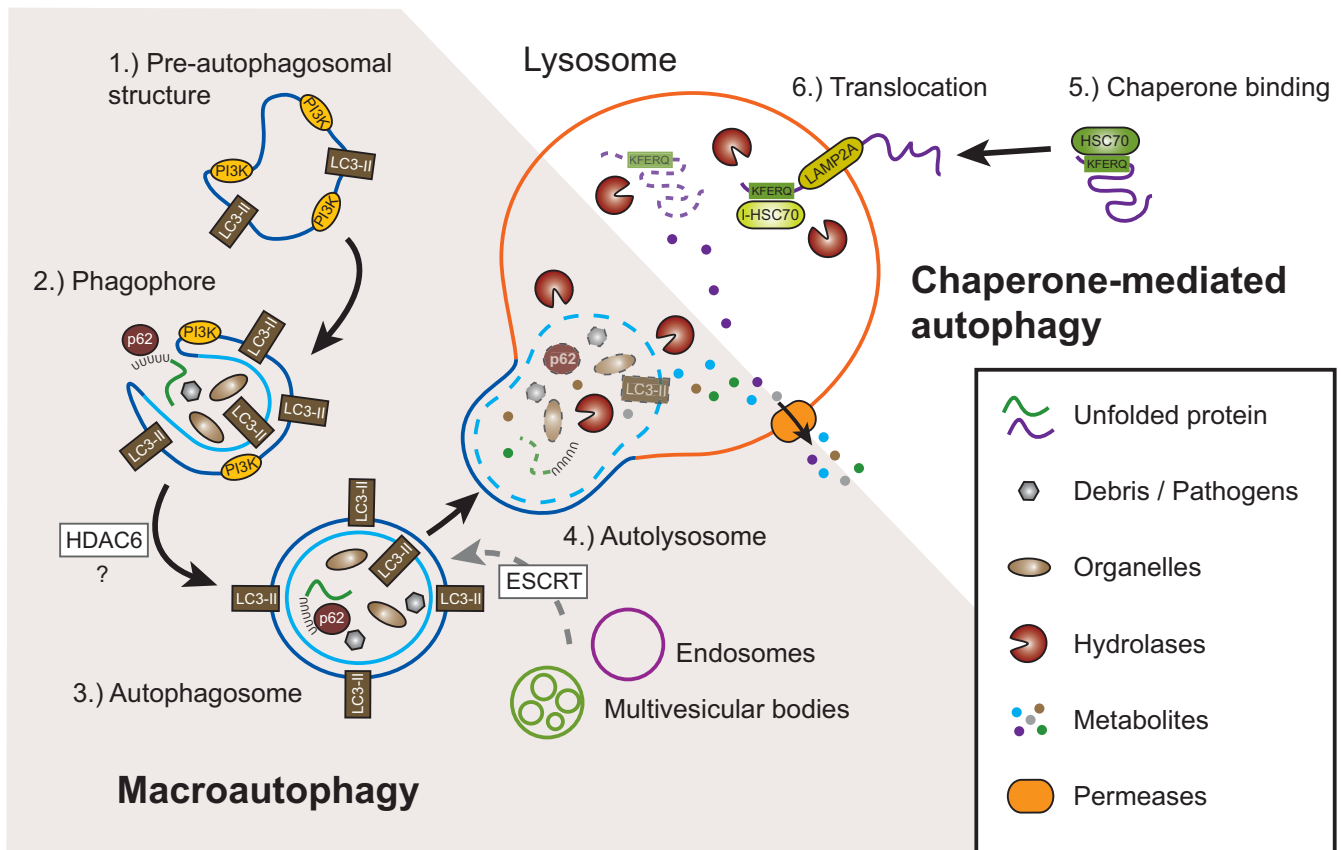 1.) Pre-autophagosomal
structure
PI3K
PI3K
LC3-II
LC3-II
PI3K
2.) Phagophore
p62
UUUUU
PI3K
LC3-II
LC3-II
LC3-II
LC3-II
PI3K
HDAC6
?
LC3-II
LC3-II
LC3-II
LC3-II
UUUUU
p62
LC3-II
3.) Autophagosome
Macroautophagy
Lysosome
KFERQ
KFERQ
l-HSC70
LAMP2A
p62
LC3-II
UUUUU
4.) Autolysosome
ESCRT
Endosomes
Multivesicular bodies
6.) Translocation
5.) Chaperone binding
HSC70
KFERQ
Chaperone-mediated
autophagy
Unfolded protein
Debris / Pathogens
Organelles
Hydrolases
Metabolites
Permeases